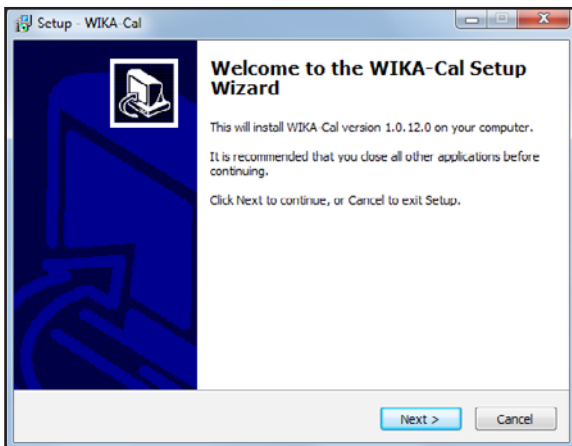 Setup - WIKA-Cal
Welcome to the WIKA-Cal Setup
Wizard
This will install WIKA-Cal version 1.0.12.0 on your computer.
It is recommended that you close all other applications before
continuing.
Click Next to continue, or Cancel to exit Setup.
Next >
Cancel